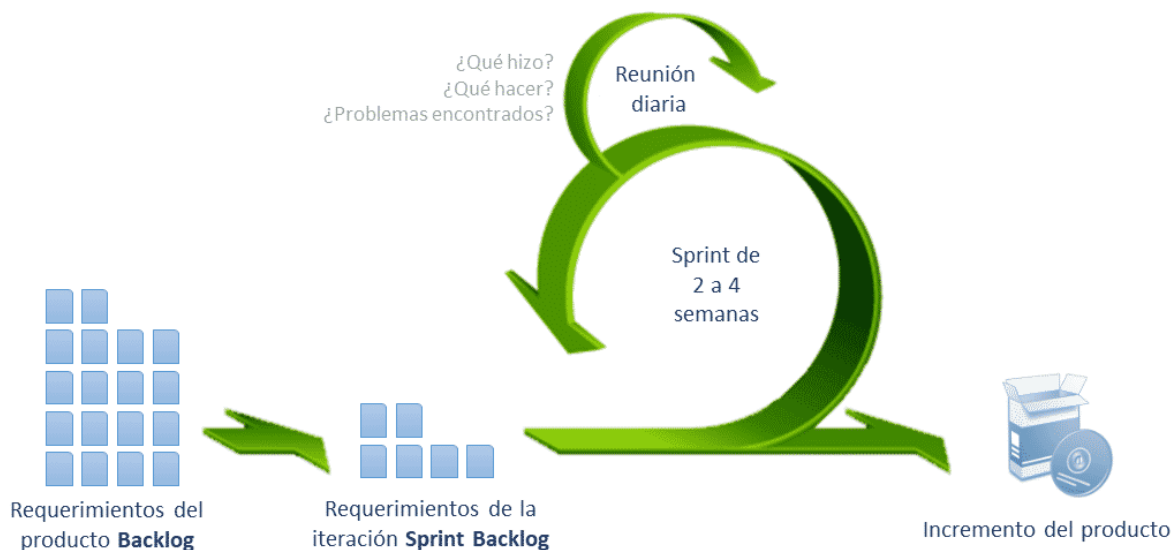 ¿Qué hizo?
¿Qué hacer?
¿Problemas encontrados?
Reunión
diaria
Sprint de
2 a 4
semanas
Requerimientos del
producto Backlog
Requerimientos de la
iteración Sprint Backlog
Incremento del producto